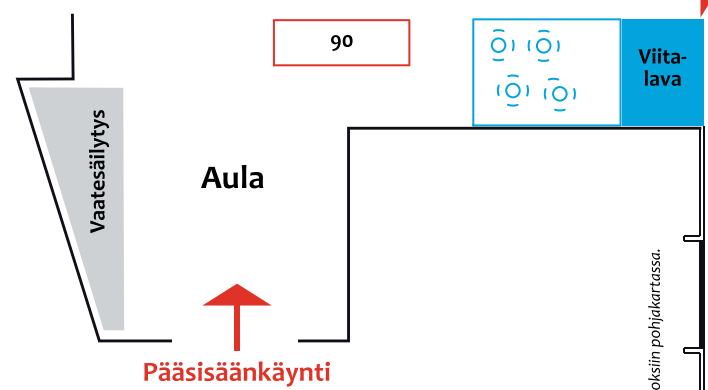 90
Viita-
lava
Vaatesäilytys
Aula
oksiin pohjakartassa.
Pääsisäänkäynti